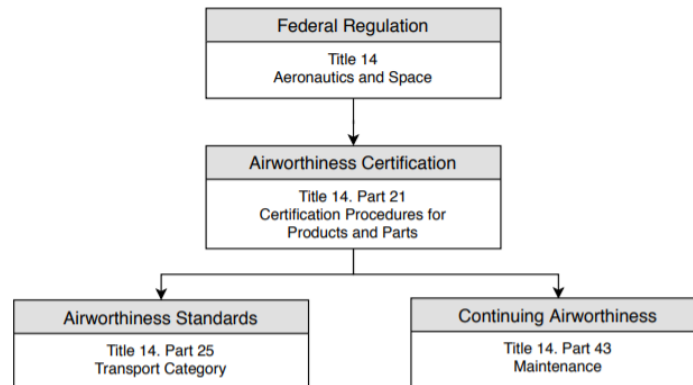 Federal Regulation
Title 14
Aeronautics and Space
Airworthiness Certification
Title 14. Part 21
Certification Procedures for
Products and Parts
Airworthiness Standards
Title 14. Part 25
Transport Category
Continuing Airworthiness
Title 14. Part 43
Maintenance